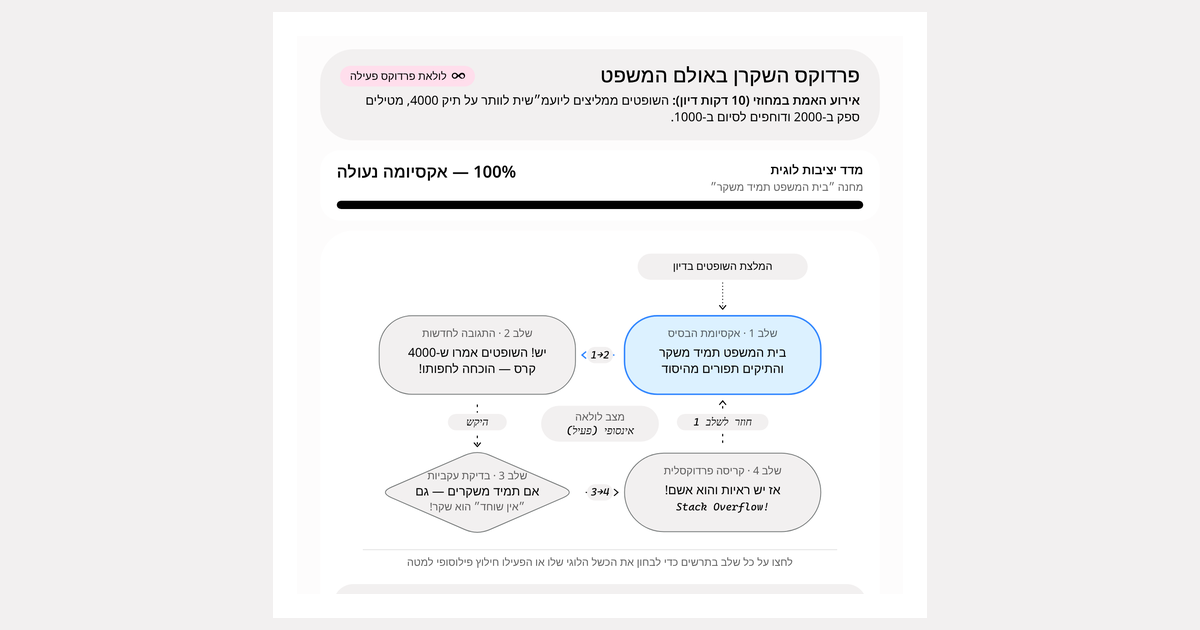 פרדוקס השקרן באולם המשפט
לולאת פרדוקס פעילה
אירוע האמת במחוזי (10 דקות דיון): השופטים ממליצים ליועמ״שית לוותר על תיק 4000, מטילים
ספק ב-2000 ודוחפים לסיום ב-1000.
מדד יציבות לוגית
100% — אקסיומה נעולה
מחנה ״בית המשפט תמיד משקר״
המלצת השופטים בדיון
שלב 1 · אקסיומת הבסיס
בית המשפט תמיד משקר
והתיקים תפורים מהיסוד
1→2
שלב 2 · התגובה לחדשות
יש! השופטים אמרו ש-4000
קרס — הוכחה לחפותו!
חוזר לשלב 1
מצב לולאה
אינסופי (פעיל)
היקש
שלב 3 · בדיקת עקביות
אם תמיד משקרים — גם
״אין שוחד״ הוא שקר!
3→4
שלב 4 · קריסה פרדוקסלית
אז יש ראיות והוא אשם!
Stack Overflow!
לחצו על כל שלב בתרשים כדי לבחון את הכשל הלוגי שלו או הפעילו חילוץ פילוסופי למטה